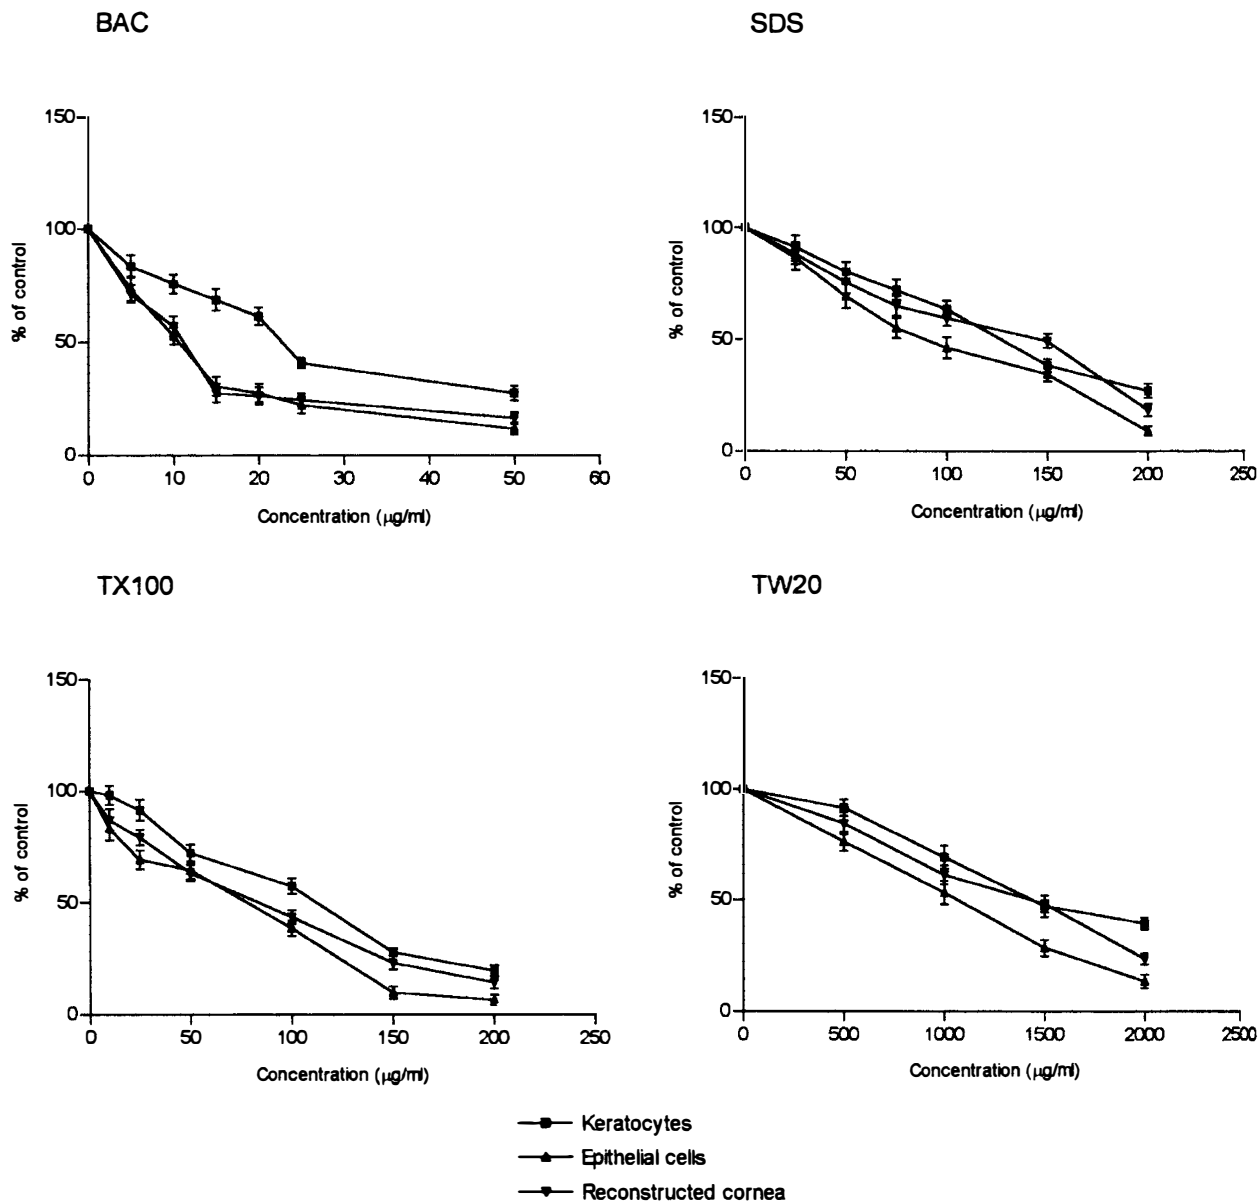 BAC
150
100
50
0
% of control
0 10 20 30 40 50 60
Concentration (μg/ml)
SDS
150
100
50
0
% of control
0 50 100 150 200 250
Concentration (μg/ml)
TX100
150
100
50
0
% of control
0 50 100 150 200 250
Concentration (μg/ml)
TW20
150
100
50
0
% of control
0 500 1000 1500 2000 2500
Concentration (μg/ml)
Keratocytes
Epithelial cells
Reconstructed cornea